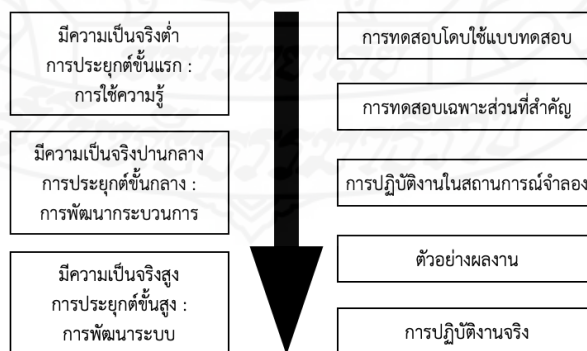 มีความเป็นจริงต่ำ
การประยุกต์ขั้นแรก :
การใช้ความรู้
มีความเป็นจริงปานกลาง
การประยุกต์ขั้นกลาง :
การพัฒนากระบวนการ
มีความเป็นจริงสูง
การประยุกต์ขั้นสูง :
การพัฒนาระบบ
การทดสอบโดบใช้แบบทดสอบ
การทดสอบเฉพาะส่วนที่สำคัญ
การปฏิบัติงานในสถานการณ์จำลอง
ตัวอย่างผลงาน
การปฏิบัติงานจริง